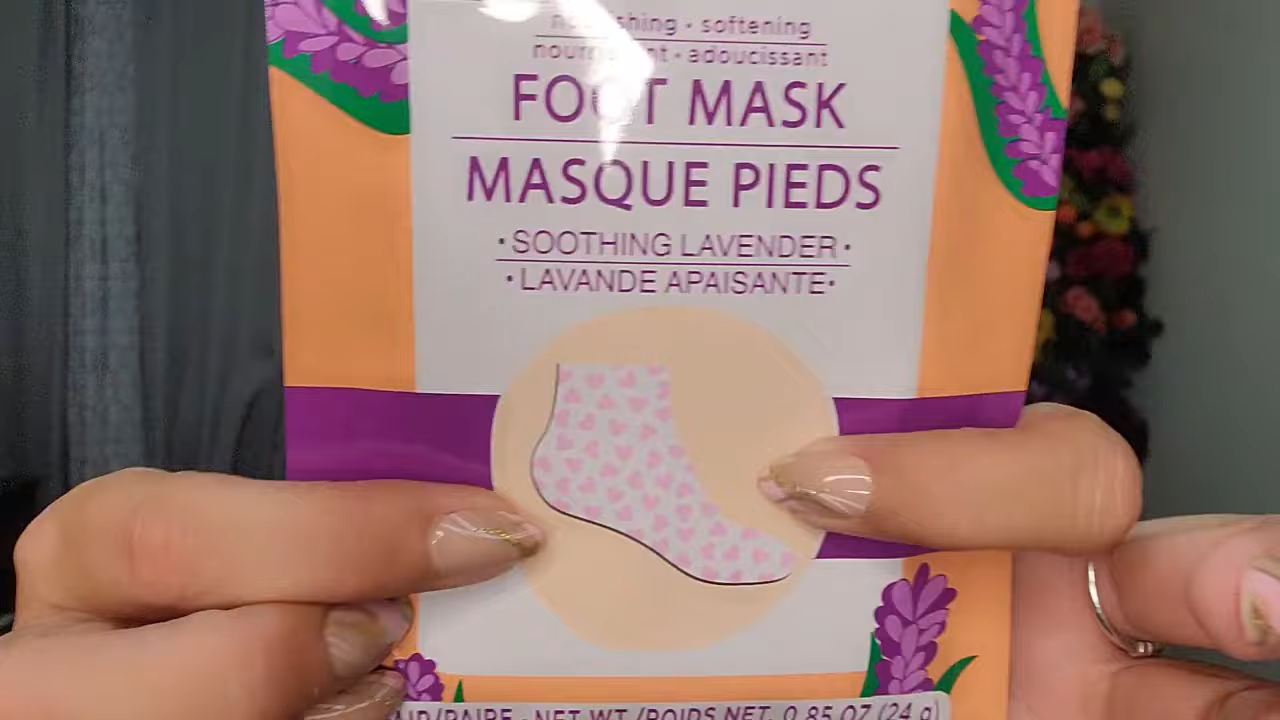 softening
adoucissant
FOOT MASK
MASQUE PIEDS
• SOOTHING LAVENDER •
• LAVANDE APAISANTE •
NET WT./POIDS NET. 0.85 OZ (24 g)